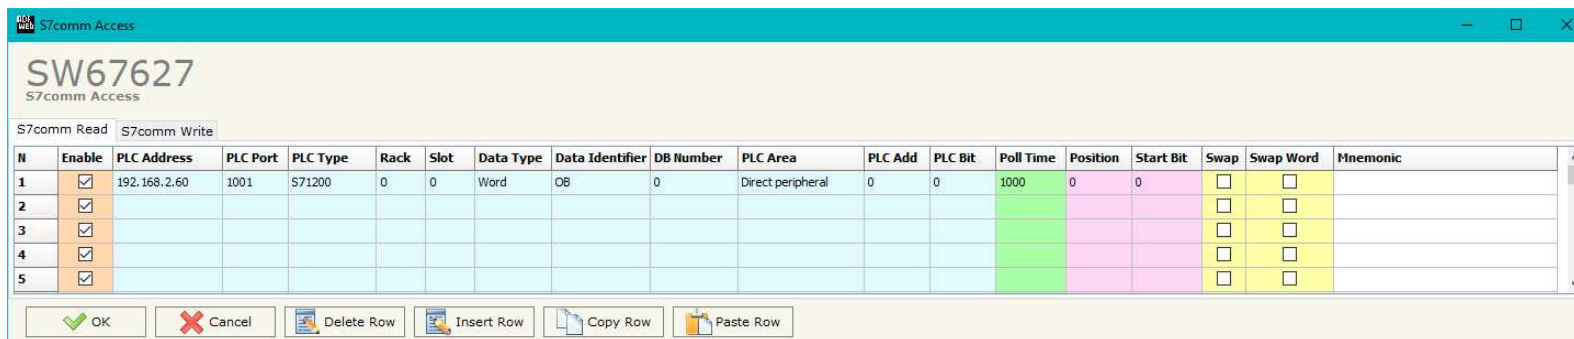 ADF
WEB S7comm Access
SW67627
S7comm Access
S7comm Read S7comm Write
N Enable PLC Address PLC Port PLC Type Rack Slot Data Type Data Identifier DB Number PLC Area PLC Add PLC Bit Poll Time Position Start Bit Swap Swap Word Mnemonic
1 192.168.2.60 1001 S71200 0 0 Word OB 0 Direct peripheral 0 0 1000 0 0
2
3
4
5
OK Cancel Delete Row Insert Row Copy Row Paste Row